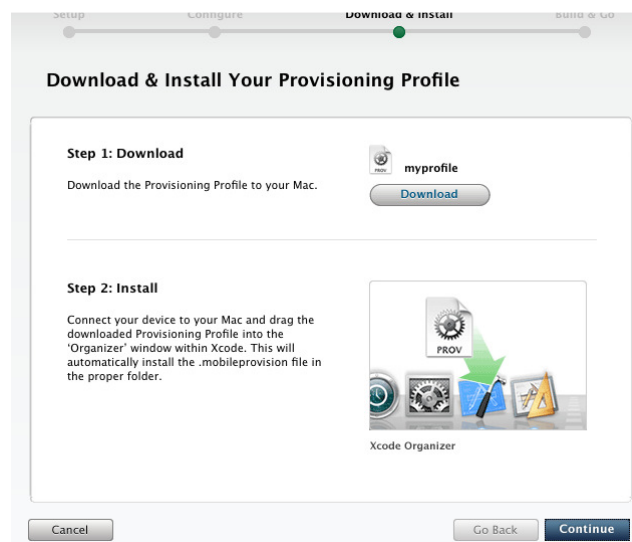 Setup Configure Download & Install Build & Go
Download & Install Your Provisioning Profile
Step 1: Download
Download the Provisioning Profile to your Mac.
PROV
myprofile
Download
Step 2: Install
Connect your device to your Mac and drag the
downloaded Provisioning Profile into the
‘Organizer’ window within Xcode. This will
automatically install the .mobileprovision file in
the proper folder.
PROV
Xcode Organizer
Cancel Go Back Continue